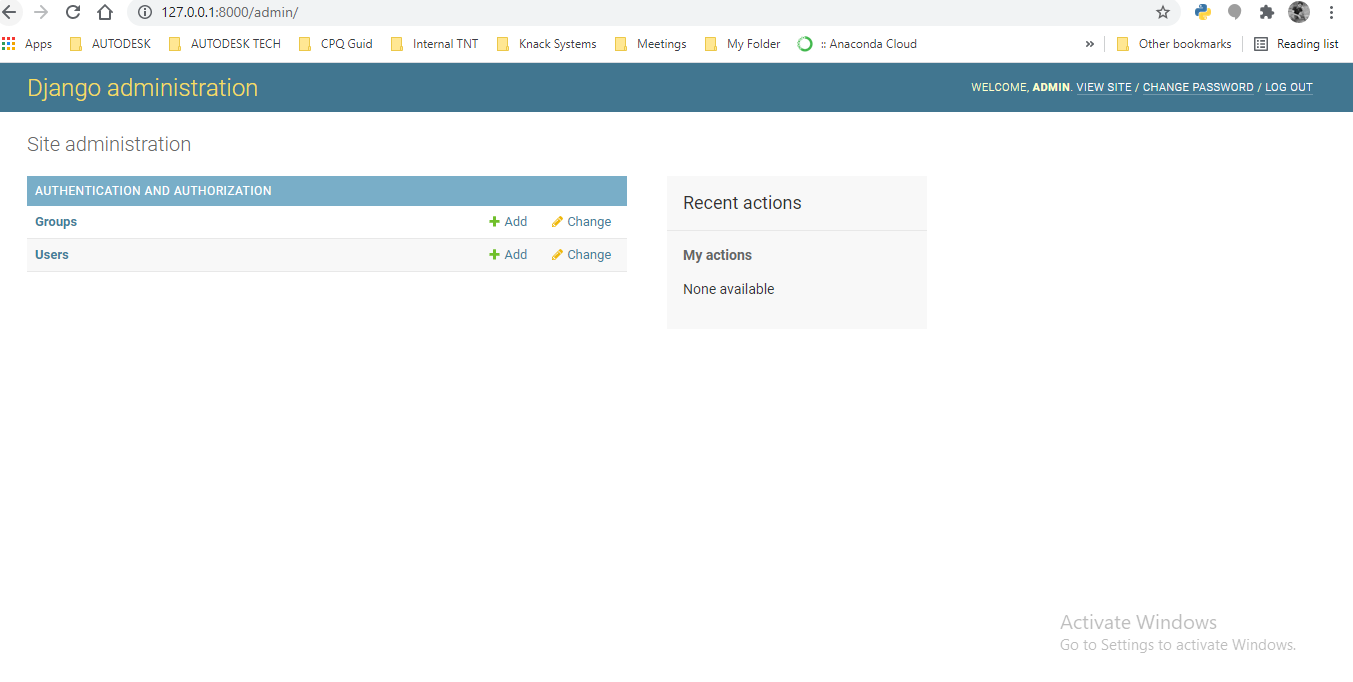 127.0.0.1:8000/admin/
Apps AUTODESK AUTODESK TECH CPQ Guid Internal TNT Knack Systems Meetings My Folder :: Anaconda Cloud » Other bookmarks Reading list
Django administration
WELCOME, ADMIN. VIEW SITE / CHANGE PASSWORD / LOG OUT
Site administration
AUTHENTICATION AND AUTHORIZATION
Groups Add Change
Users Add Change
Recent actions
My actions
None available
Activate Windows
Go to Settings to activate Windows.